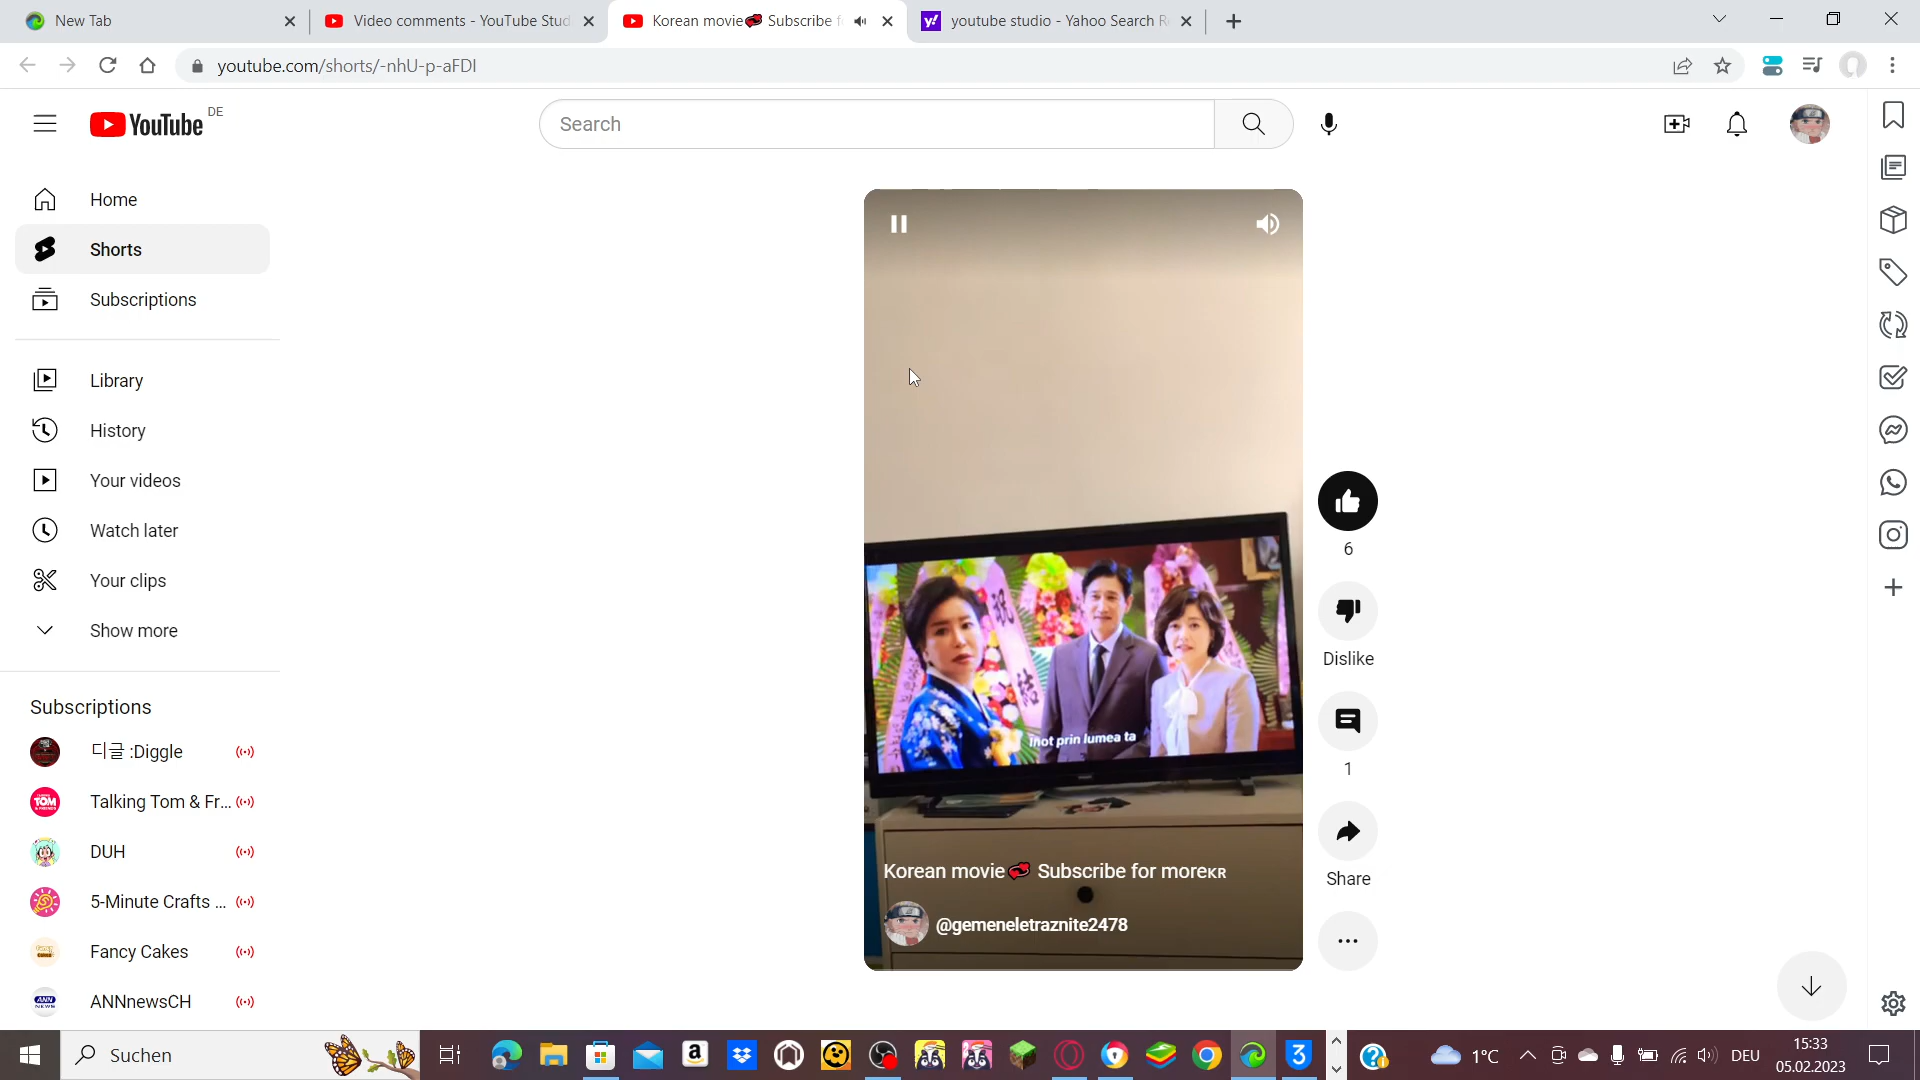 New Tab
Video comments - YouTube Stud
Korean movie💋 Subscribe f
youtube studio - Yahoo Search R
youtube.com/shorts/-nhU-p-aFDI
YouTube DE
Search
Home
Shorts
Subscriptions
Library
History
Your videos
Watch later
Your clips
Show more
Subscriptions
디글 :Diggle
Talking Tom & Fr...
DUH
5-Minute Crafts ...
Fancy Cakes
ANNnewsCH
祝
結
Inot prin lumea ta
Korean movie💋 Subscribe for moreKR
@gemeneletraznite2478
6
Dislike
1
Share
Suchen
1°C
DEU
15:33
05.02.2023